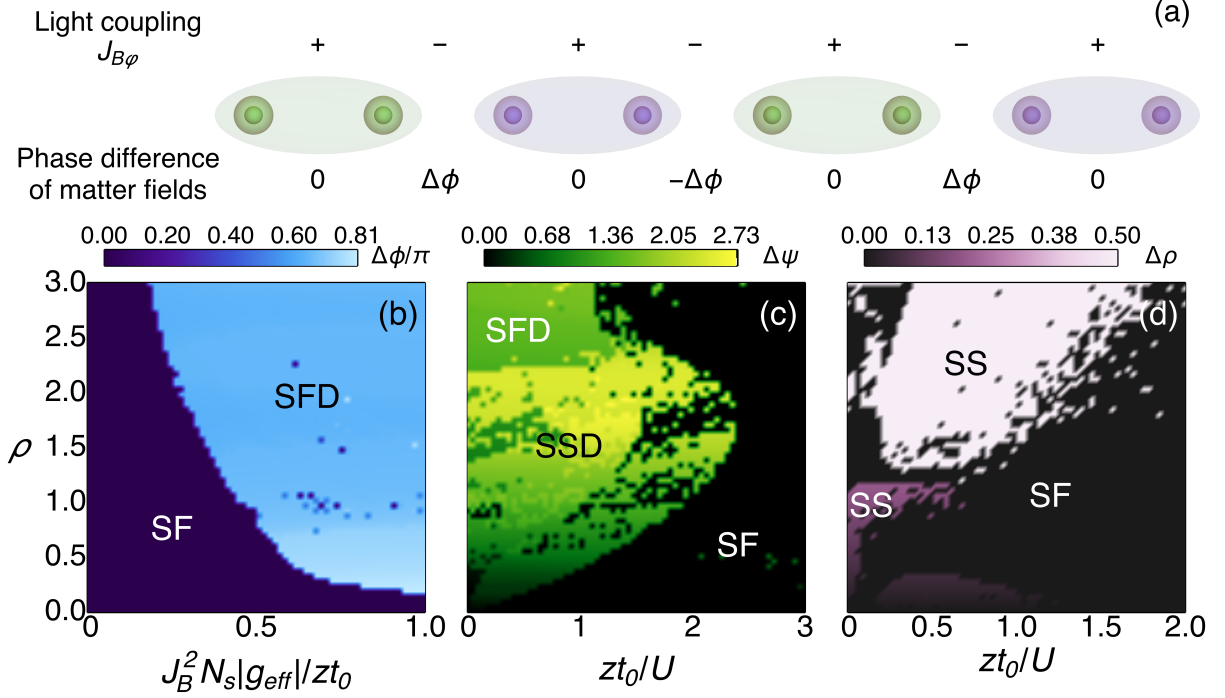 (a)
Light coupling
J_Bφ + − + − + − +
Phase difference
of matter fields
0 Δϕ 0 −Δϕ 0 Δϕ 0
0.00 0.20 0.40 0.60 0.81 Δϕ/π
0.00 0.68 1.36 2.05 2.73 Δψ
0.00 0.13 0.25 0.38 0.50 Δρ
3.0
2.5
2.0
1.5
1.0
0.5
0.0
ρ
(b)
SFD
SF
0 0.5 1.0
J_B^2 N_s|g_eff|/zt_0
(c)
SFD
SSD
SF
0 1 2 3
zt_0/U
(d)
SS
SS
SF
0 0.5 1.0 1.5 2.0
zt_0/U